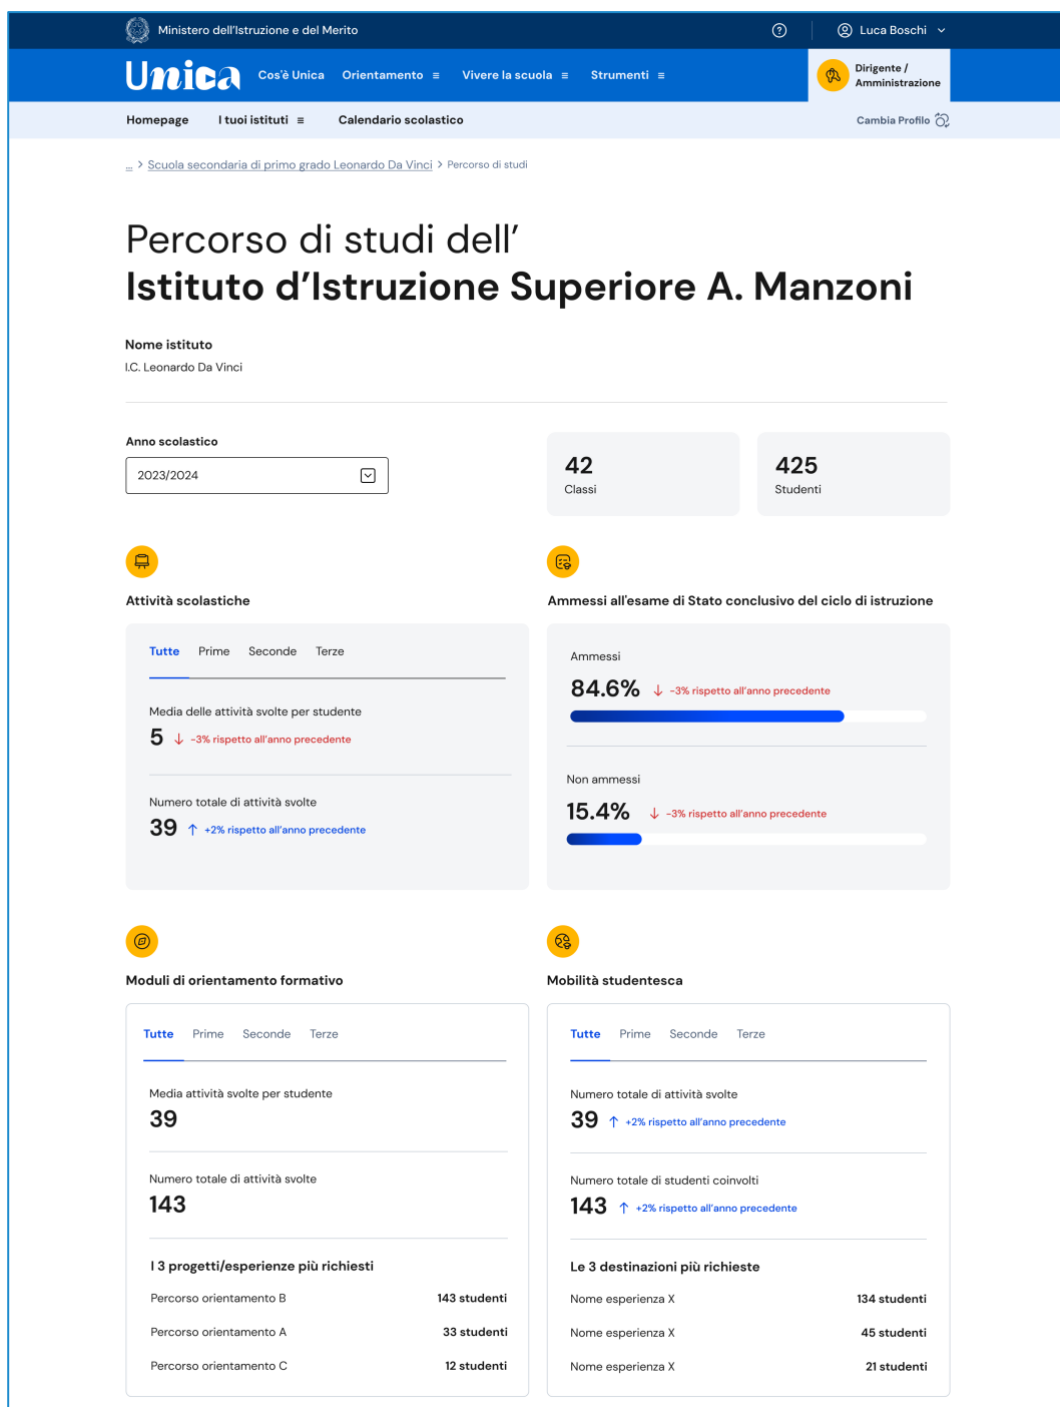 Ministero dell'Istruzione e del Merito
Luca Boschi
Unica
Cos'è Unica Orientamento Vivere la scuola Strumenti
Dirigente /
Amministrazione
Homepage I tuoi istituti Calendario scolastico
Cambia Profilo
... > Scuola secondaria di primo grado Leonardo Da Vinci > Percorso di studi
Percorso di studi dell'
Istituto d'Istruzione Superiore A. Manzoni
Nome istituto
I.C. Leonardo Da Vinci
Anno scolastico
2023/2024
42
Classi
425
Studenti
Attività scolastiche
Tutte Prime Seconde Terze
Media delle attività svolte per studente
5 ↓ -3% rispetto all'anno precedente
Numero totale di attività svolte
39 ↑ +2% rispetto all'anno precedente
Ammessi all'esame di Stato conclusivo del ciclo di istruzione
Ammessi
84.6% ↓ -3% rispetto all'anno precedente
Non ammessi
15.4% ↓ -3% rispetto all'anno precedente
Moduli di orientamento formativo
Tutte Prime Seconde Terze
Media attività svolte per studente
39
Numero totale di attività svolte
143
I 3 progetti/esperienze più richiesti
Percorso orientamento B 143 studenti
Percorso orientamento A 33 studenti
Percorso orientamento C 12 studenti
Mobilità studentesca
Tutte Prime Seconde Terze
Numero totale di attività svolte
39 ↑ +2% rispetto all'anno precedente
Numero totale di studenti coinvolti
143 ↑ +2% rispetto all'anno precedente
Le 3 destinazioni più richieste
Nome esperienza X 134 studenti
Nome esperienza X 45 studenti
Nome esperienza X 21 studenti